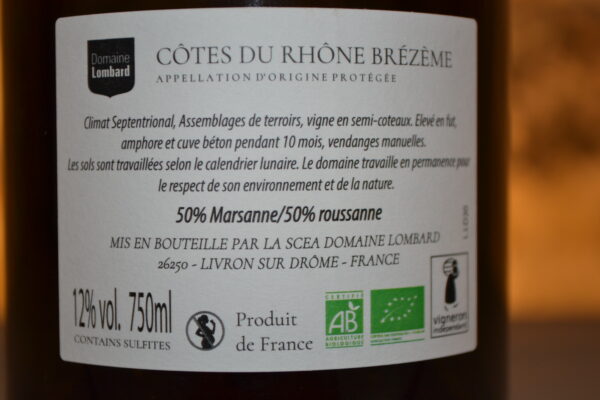 Domaine
Lombard
CÔTES DU RHÔNE BRÉZÈME
APPELLATION D'ORIGINE PROTÉGÉE
Climat Septentrional, Assemblages de terroirs, vigne en semi-coteaux. Elevé en fut,
amphore et cuve béton pendant 10 mois, vendanges manuelles.
Les sols sont travaillées selon le calendrier lunaire. Le domaine travaille en permanence pour
le respect de son environnement et de la nature.
50% Marsanne/50% roussanne
MIS EN BOUTEILLE PAR LA SCEA DOMAINE LOMBARD
26250 - LIVRON SUR DRÔME - FRANCE
12% vol. 750ml
CONTAINS SULFITES
Produit
de France
CERTIFIÉ
AB
AGRICULTURE
BIOLOGIQUE
vigneron
indépendant